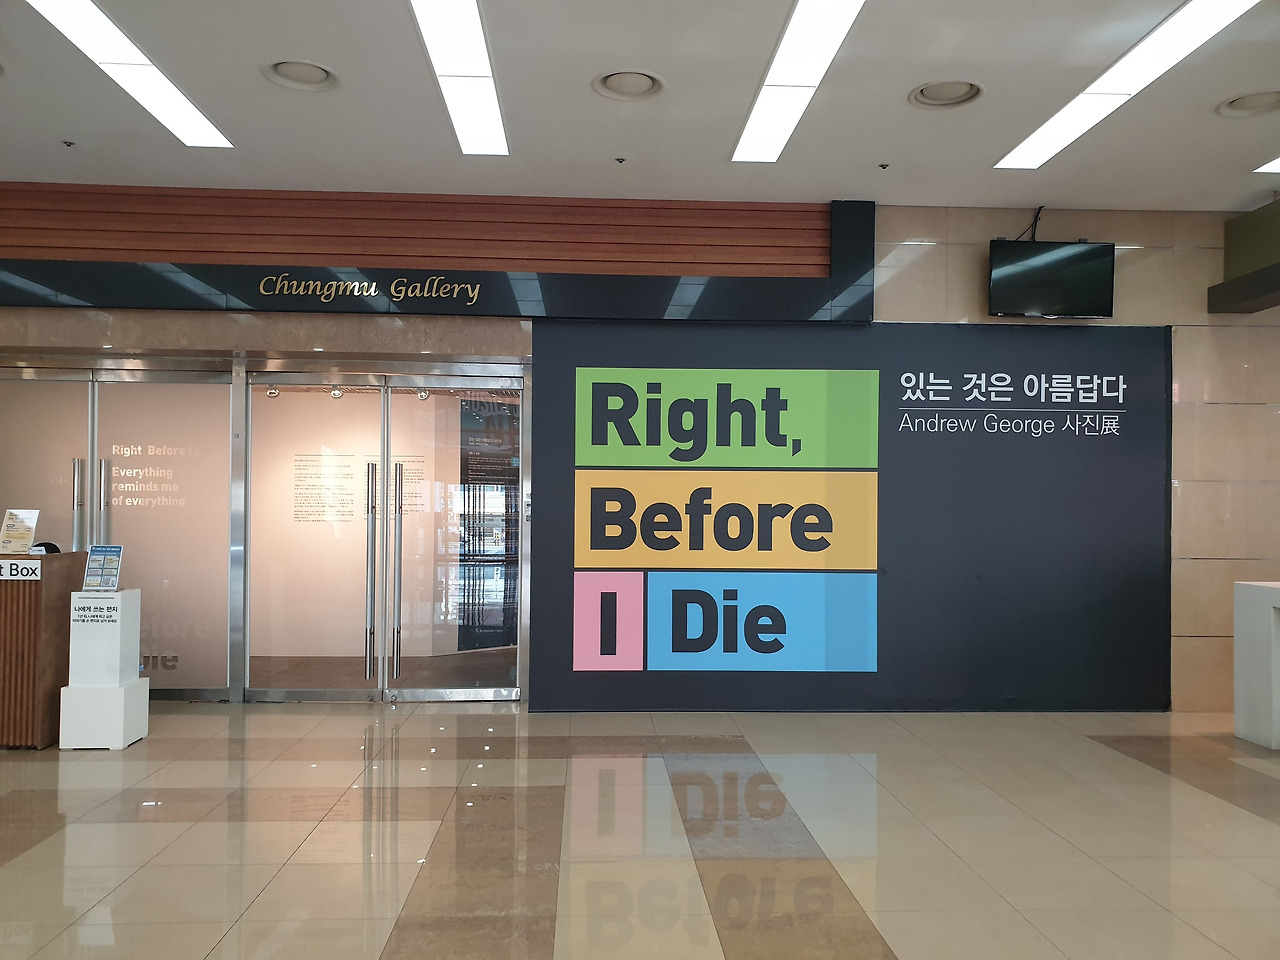 Chungmu Gallery
Right,
Before
I Die
있는 것은 아름답다
Andrew George 사진展
Right Before I
Everything
reminds me
of everything
t Box
나에게 쓰는 편지